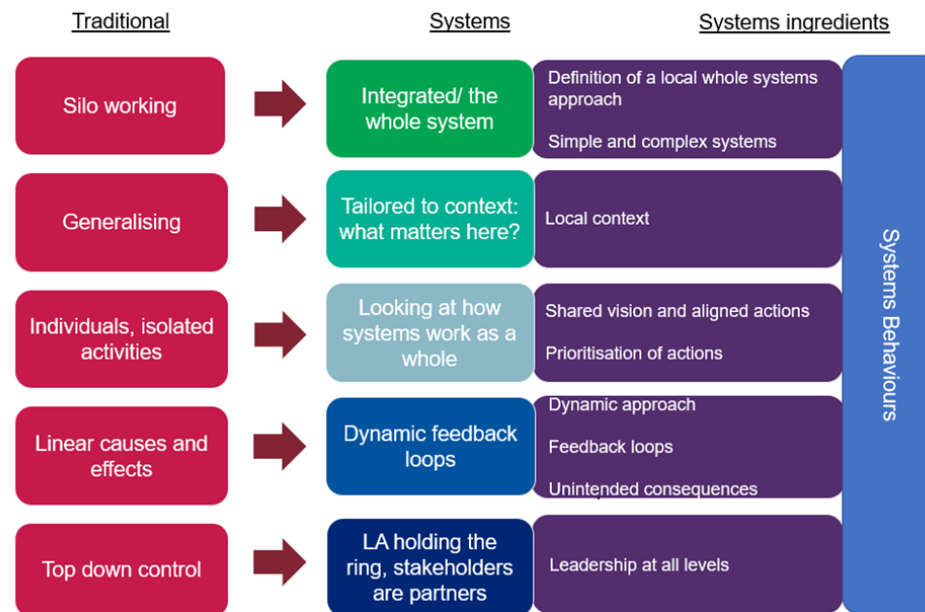 Traditional
Systems
Systems ingredients
Silo working
Integrated/ the
whole system
Definition of a local whole systems
approach
Simple and complex systems
Generalising
Tailored to context:
what matters here?
Local context
Individuals, isolated
activities
Looking at how
systems work as a
whole
Shared vision and aligned actions
Prioritisation of actions
Linear causes and
effects
Dynamic feedback
loops
Dynamic approach
Feedback loops
Unintended consequences
Top down control
LA holding the
ring, stakeholders
are partners
Leadership at all levels
Systems Behaviours